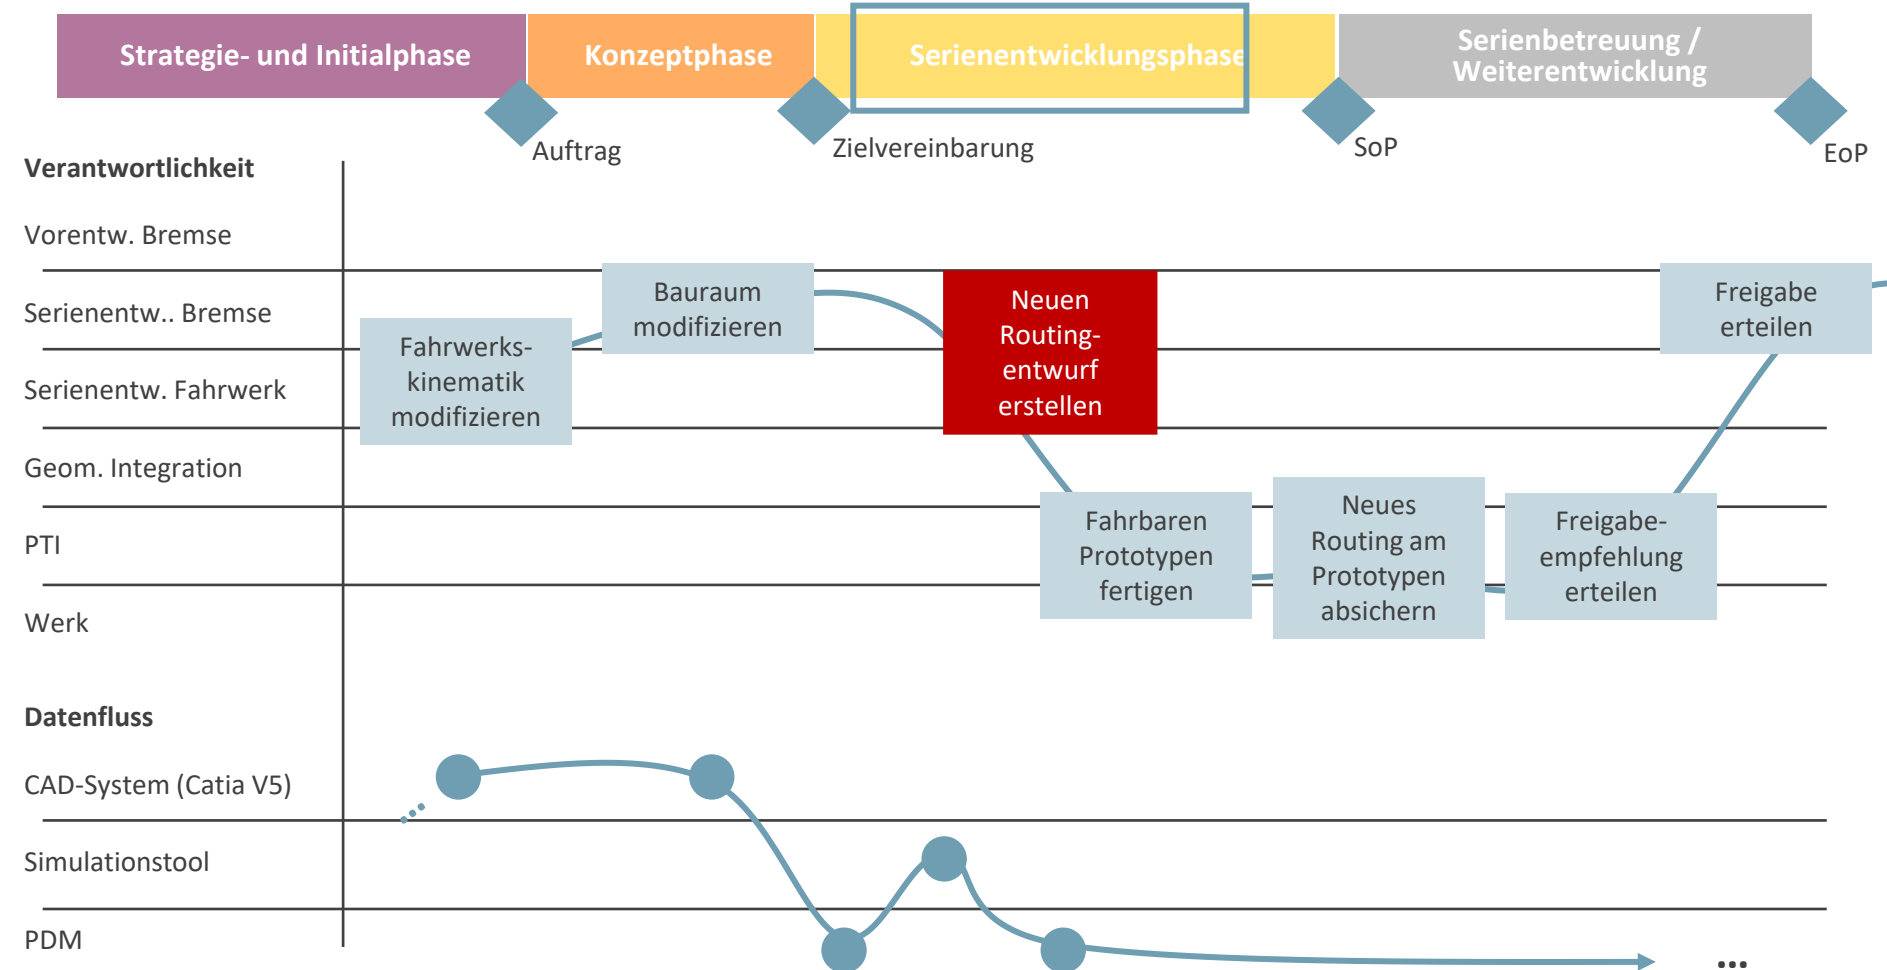 Strategie- und Initialphase
Konzeptphase
Serienentwicklungsphase
Serienbetreuung /
Weiterentwicklung
Auftrag
Zielvereinbarung
SoP
EoP
Verantwortlichkeit
Vorentw. Bremse
Serienentw.. Bremse
Serienentw. Fahrwerk
Geom. Integration
PTI
Werk
Fahrwerks-
kinematik
modifizieren
Bauraum
modifizieren
Neuen
Routing-
entwurf
erstellen
Fahrbaren
Prototypen
fertigen
Neues
Routing am
Prototypen
absichern
Freigabe-
empfehlung
erteilen
Freigabe
erteilen
Datenfluss
CAD-System (Catia V5)
Simulationstool
PDM
...